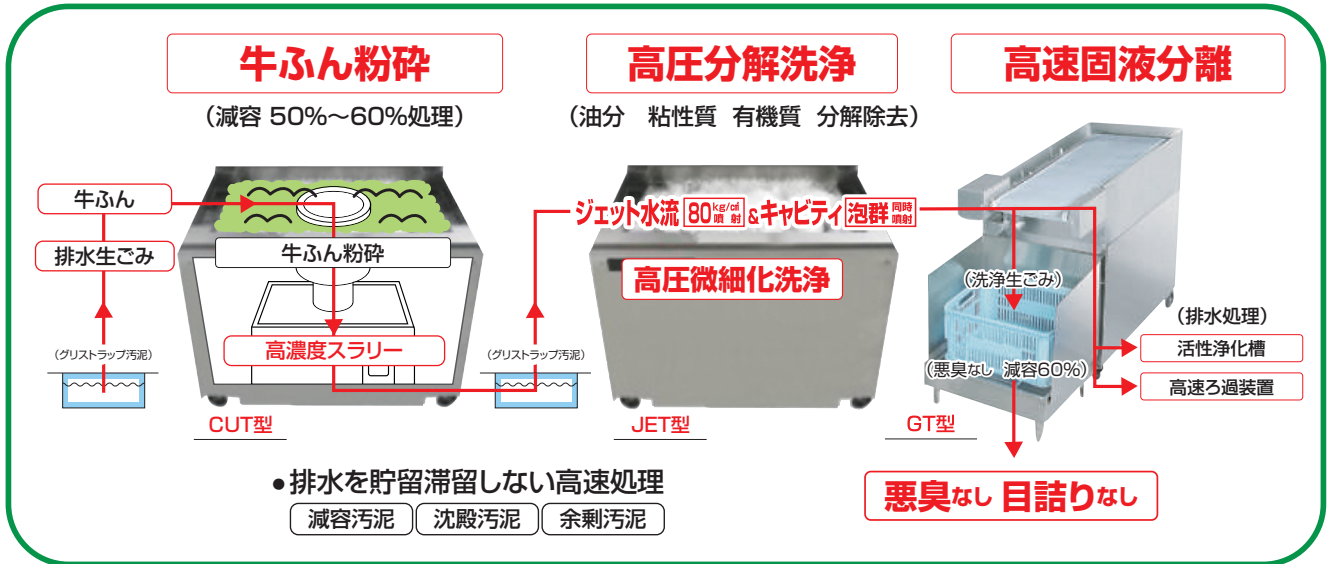 牛ふん粉砕
(減容 50%〜60%処理)
高圧分解洗浄
(油分 粘性質 有機質 分解除去)
高速固液分離
牛ふん
排水生ごみ
(グリストラップ汚泥)
牛ふん粉砕
高濃度スラリー
CUT型
(グリストラップ汚泥)
ジェット水流 80kg/c㎡噴射 &キャビティ 泡群 同時噴射
高圧微細化洗浄
JET型
(洗浄生ごみ)
(悪臭なし 減容60%)
GT型
(排水処理)
活性浄化槽
高速ろ過装置
悪臭なし 目詰りなし
●排水を貯留滞留しない高速処理
減容汚泥 沈殿汚泥 余剰汚泥